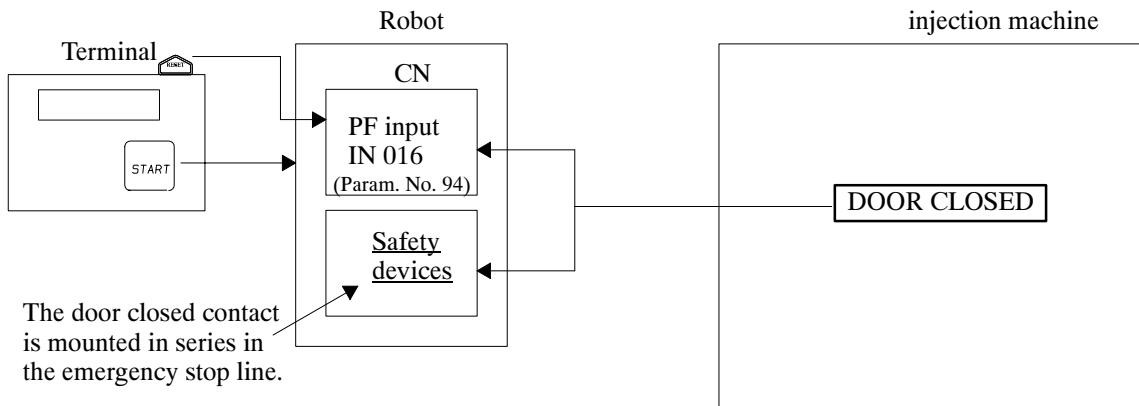 Robot
injection machine
Terminal
RESET
CN
PF input
IN 016
(Param. No. 94)
START
DOOR CLOSED
Safety
devices
The door closed contact
is mounted in series in
the emergency stop line.